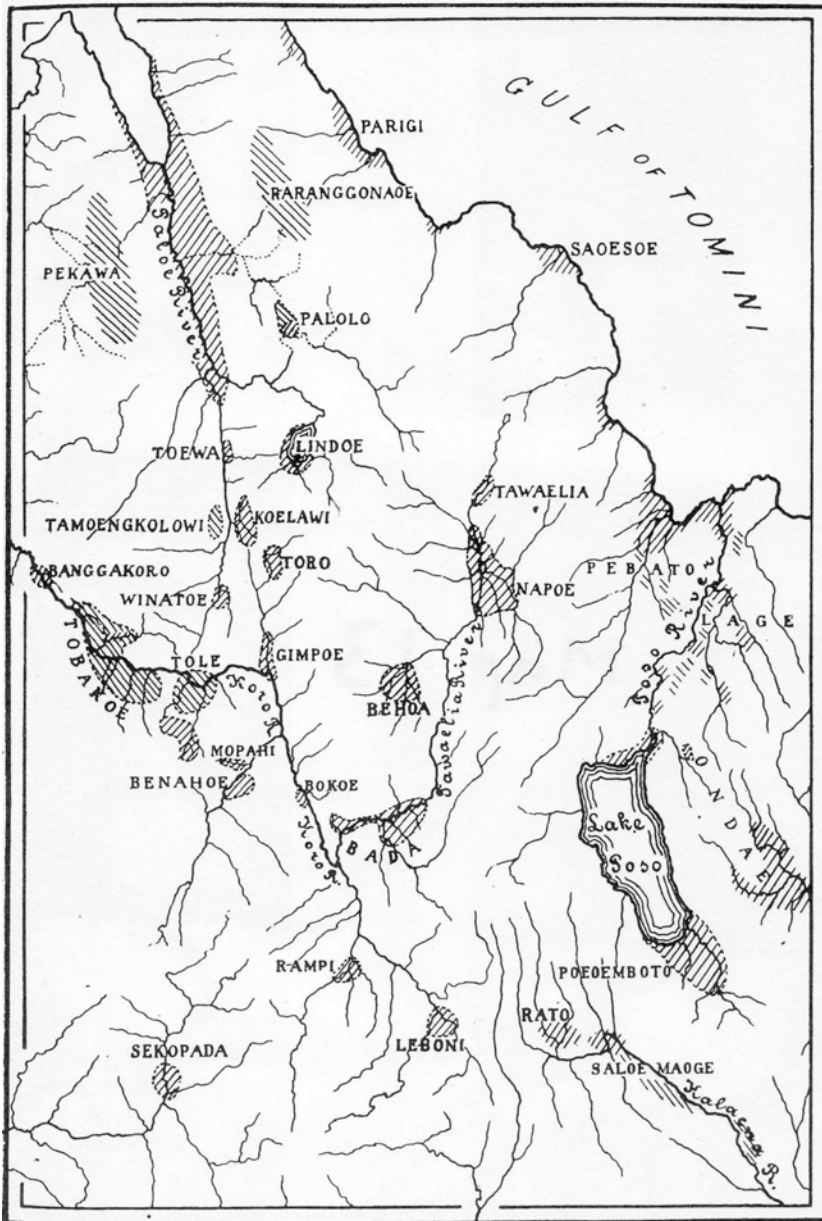 GULF OF TOMINI
PARIGI
RARANGGONAOE
SAOESOE
PEKAWA
Saloe River
PALOLO
TOEWA
LINDOE
TAWAELIA
TAMOENGKOLOWI
KOELAWI
BANGGAKORO
TORO
PEBATO
WINATOE
NAPOE
LAGE
Poso River
TOBAKOE
TOLE
GIMPOE
Koro R.
BEHOA
Tawaelia River
MOPAHI
BENAHOE
BOKOE
ONDAE
Lake
Poso
BADA
Koro R.
RAMPI
POEOEMBOTO
RATO
LEBONI
SEKOPADA
SALOE MAOGE
Kalaena R.